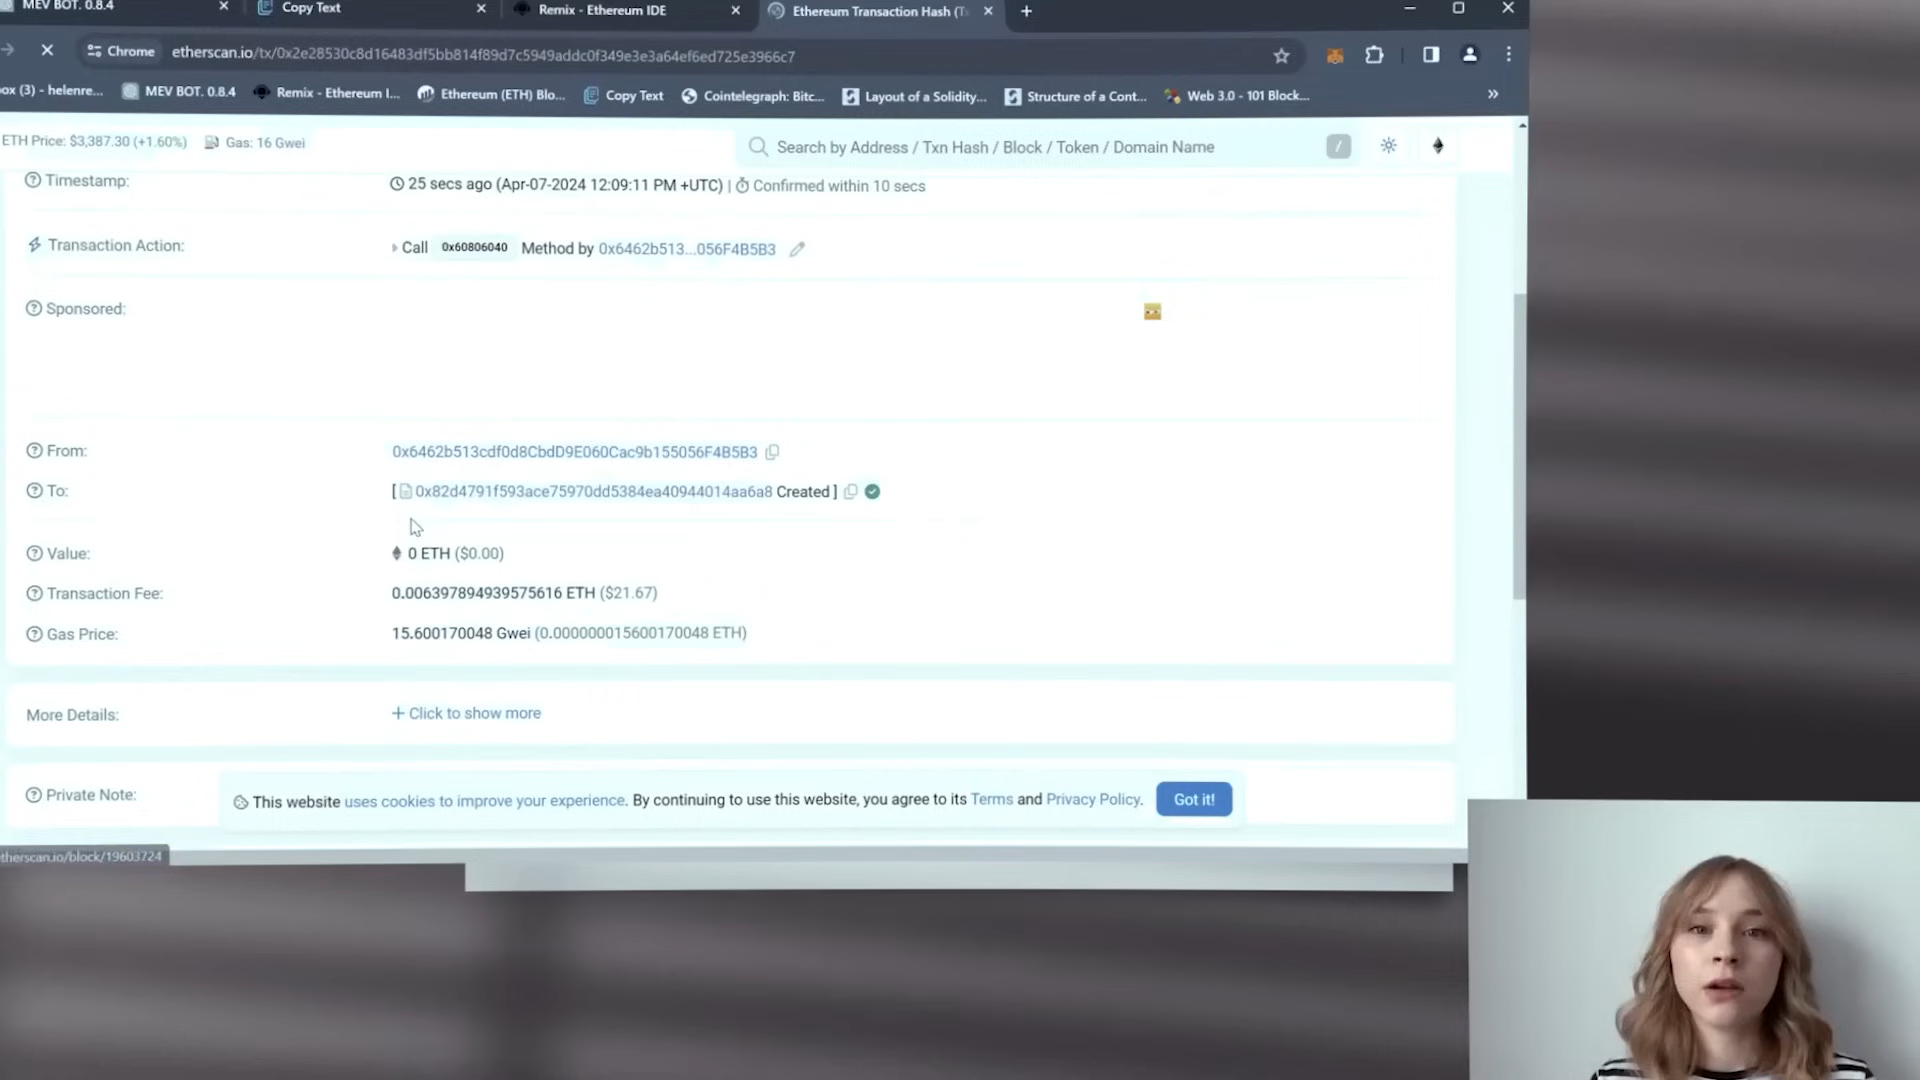 MEV BOT. 0.8.4
Copy Text
Remix - Ethereum IDE
Ethereum Transaction Hash (T
Chrome
etherscan.io/tx/0x2e28530c8d16483df5bb814f89d7c5949addc0f349e3e3a64ef6ed725e3966c7
ox (3) - helenre...
MEV BOT. 0.8.4
Remix - Ethereum I...
Ethereum (ETH) Blo...
Copy Text
Cointelegraph: Bitc...
Layout of a Solidity...
Structure of a Cont...
Web 3.0 - 101 Block...
»
ETH Price: $3,387.30 (+1.60%)
Gas: 16 Gwei
Search by Address / Txn Hash / Block / Token / Domain Name
/
Timestamp:
25 secs ago (Apr-07-2024 12:09:11 PM +UTC) | Confirmed within 10 secs
Transaction Action:
Call 0x60806040 Method by 0x6462b513...056F4B5B3
Sponsored:
From:
0x6462b513cdf0d8CbdD9E060Cac9b155056F4B5B3
To:
[ 0x82d4791f593ace75970dd5384ea40944014aa6a8 Created ]
Value:
0 ETH ($0.00)
Transaction Fee:
0.006397894939575616 ETH ($21.67)
Gas Price:
15.600170048 Gwei (0.000000015600170048 ETH)
More Details:
+ Click to show more
Private Note:
This website uses cookies to improve your experience. By continuing to use this website, you agree to its Terms and Privacy Policy.
Got it!
therscan.io/block/19603724